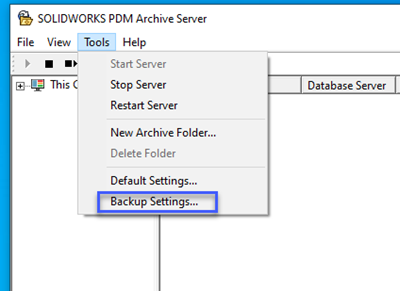 SOLIDWORKS PDM Archive Server
File View Tools Help
Start Server
Stop Server
Restart Server
New Archive Folder...
Delete Folder
Default Settings...
Backup Settings...
This C
Database Server